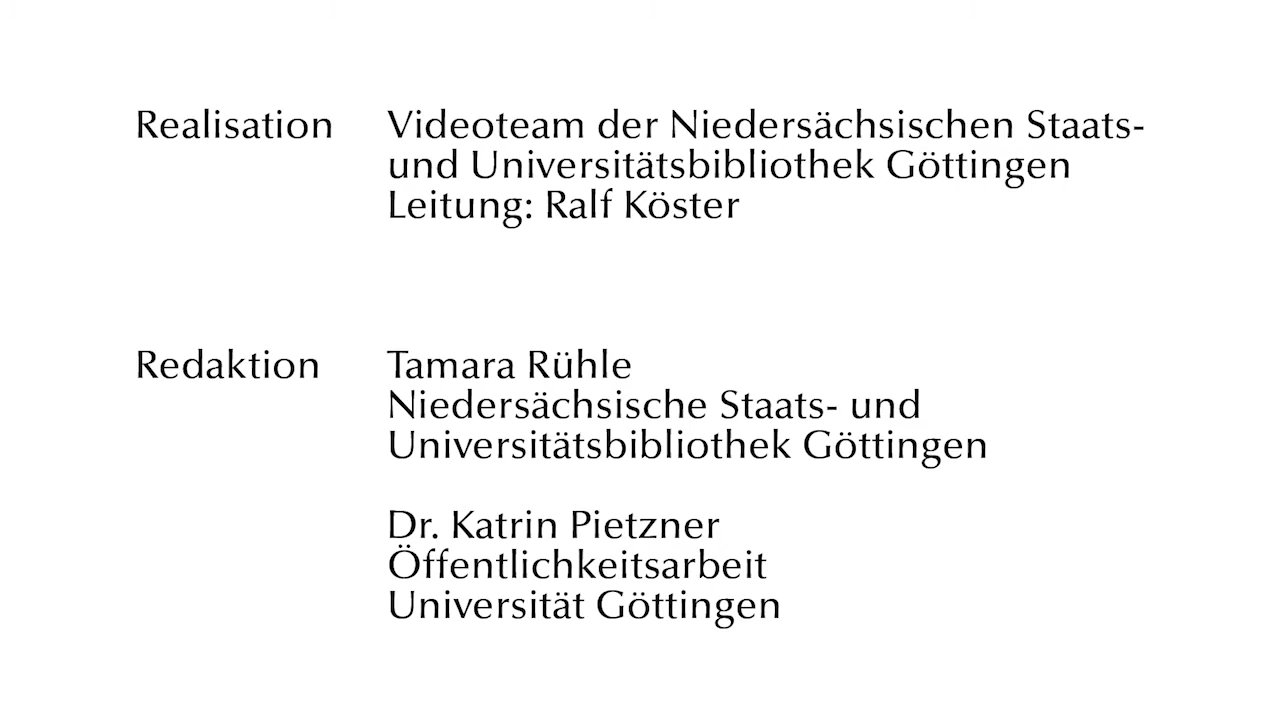 Realisation Videoteam der Niedersächsischen Staats-
und Universitätsbibliothek Göttingen
Leitung: Ralf Köster
Redaktion Tamara Rühle
Niedersächsische Staats- und
Universitätsbibliothek Göttingen
Dr. Katrin Pietzner
Öffentlichkeitsarbeit
Universität Göttingen